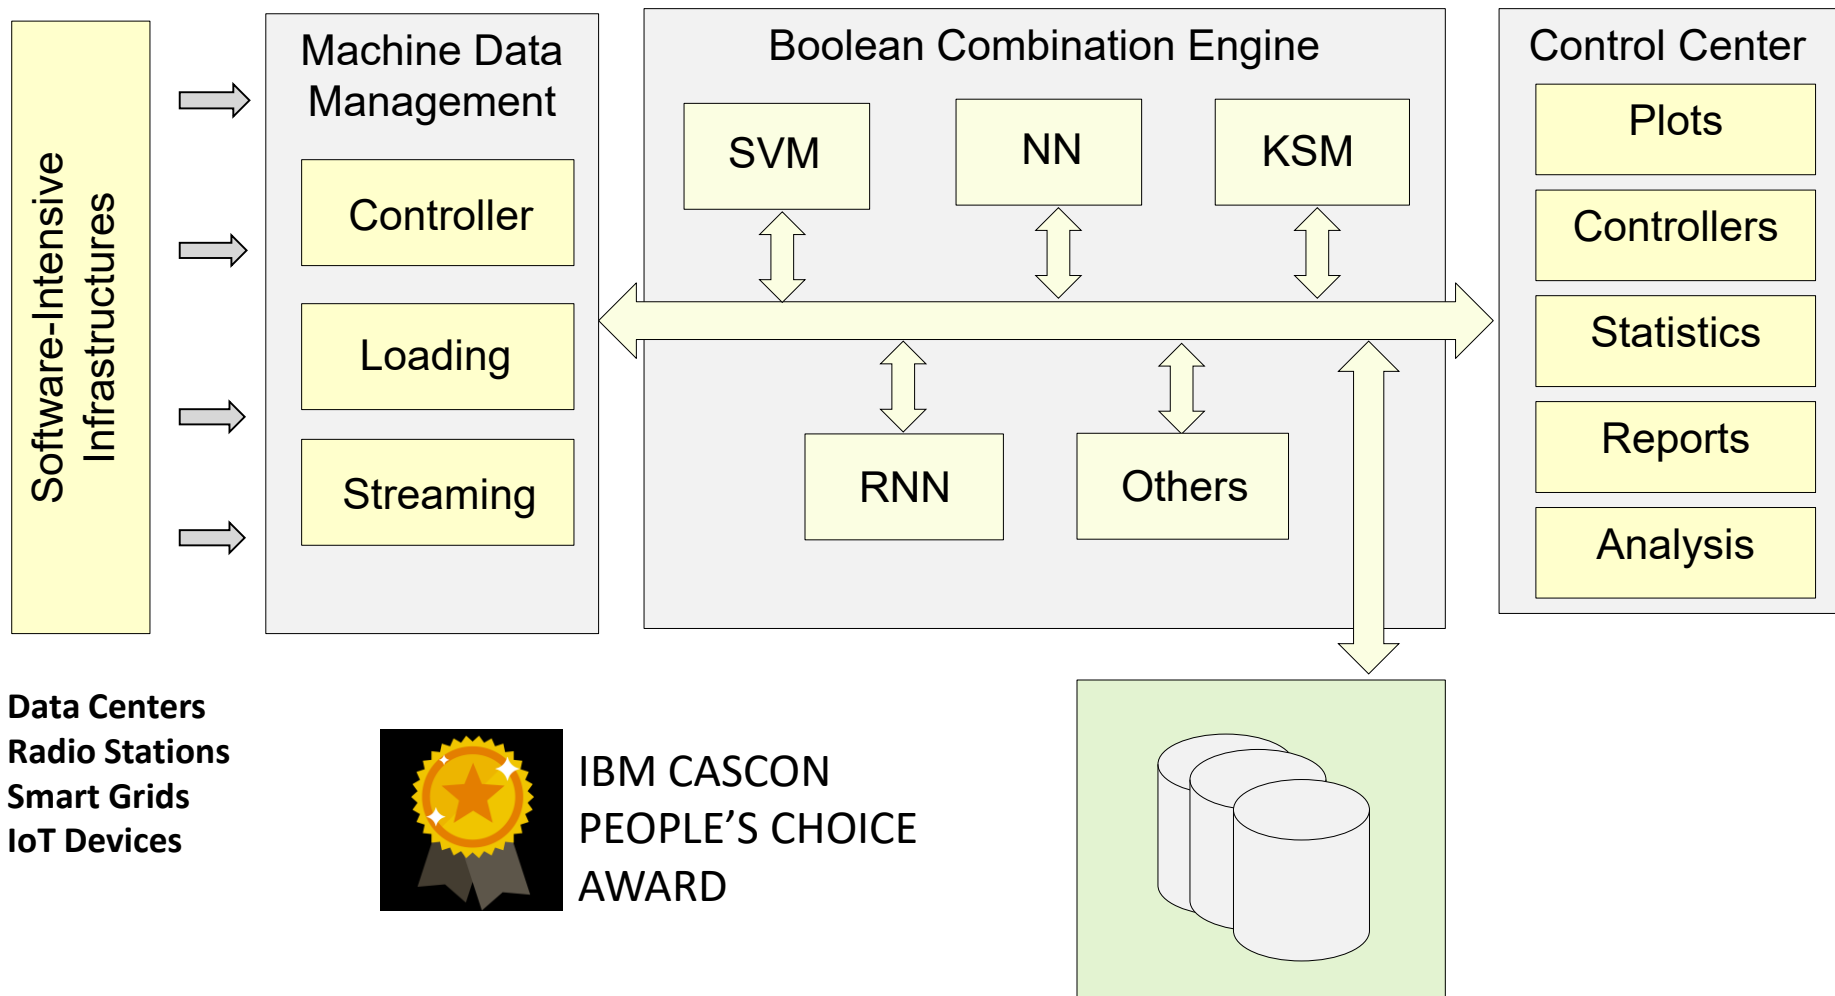 Software-Intensive
Infrastructures
Machine Data
Management
Controller
Loading
Streaming
Boolean Combination Engine
SVM
NN
KSM
RNN
Others
Control Center
Plots
Controllers
Statistics
Reports
Analysis
Data Centers
Radio Stations
Smart Grids
IoT Devices
IBM CASCON
PEOPLE’S CHOICE
AWARD